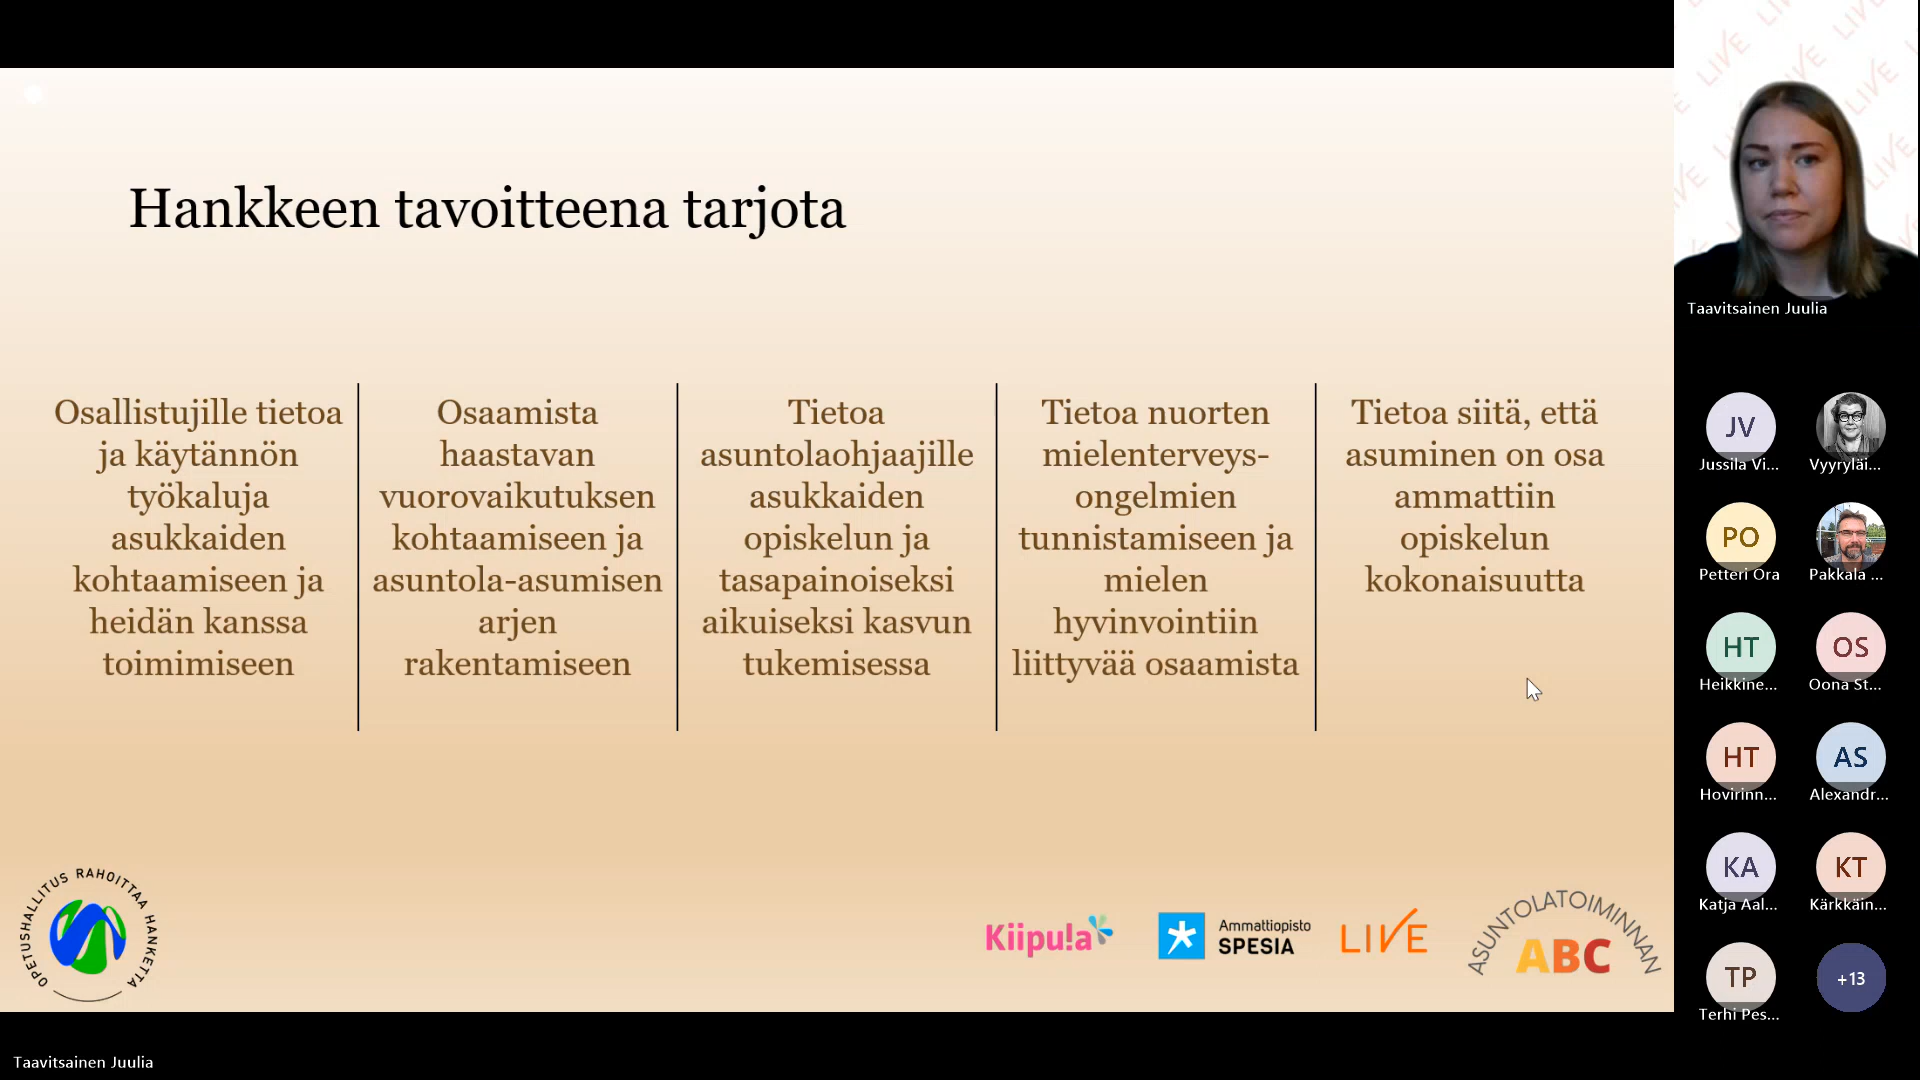 Hankkeen tavoitteena tarjota
Osallistujille tietoa
ja käytännön
työkaluja
asukkaiden
kohtaamiseen ja
heidän kanssa
toimimiseen
Osaamista
haastavan
vuorovaikutuksen
kohtaamiseen ja
asuntola-asumisen
arjen
rakentamiseen
Tietoa
asuntolaohjaajille
asukkaiden
opiskelun ja
tasapainoiseksi
aikuiseksi kasvun
tukemisessa
Tietoa nuorten
mielenterveys-
ongelmien
tunnistamiseen ja
mielen
hyvinvointiin
liittyvää osaamista
Tietoa siitä, että
asuminen on osa
ammattiin
opiskelun
kokonaisuutta
OPETUSHALLITUS RAHOITTAA HANKETTA
Kiipula
Ammattiopisto
SPESIA
LIVE
ASUNTOLATOIMINNAN
ABC
LIVE
LIVE
LIVE
LIVE
Taavitsainen Juulia
JV
Jussila Vi...
Vyyryläi...
PO
Petteri Ora
Pakkala ...
HT
Heikkine...
OS
Oona St...
HT
Hovirinn...
AS
Alexandr...
KA
Katja Aal...
KT
Kärkkäin...
TP
Terhi Pes...
+13
Taavitsainen Juulia